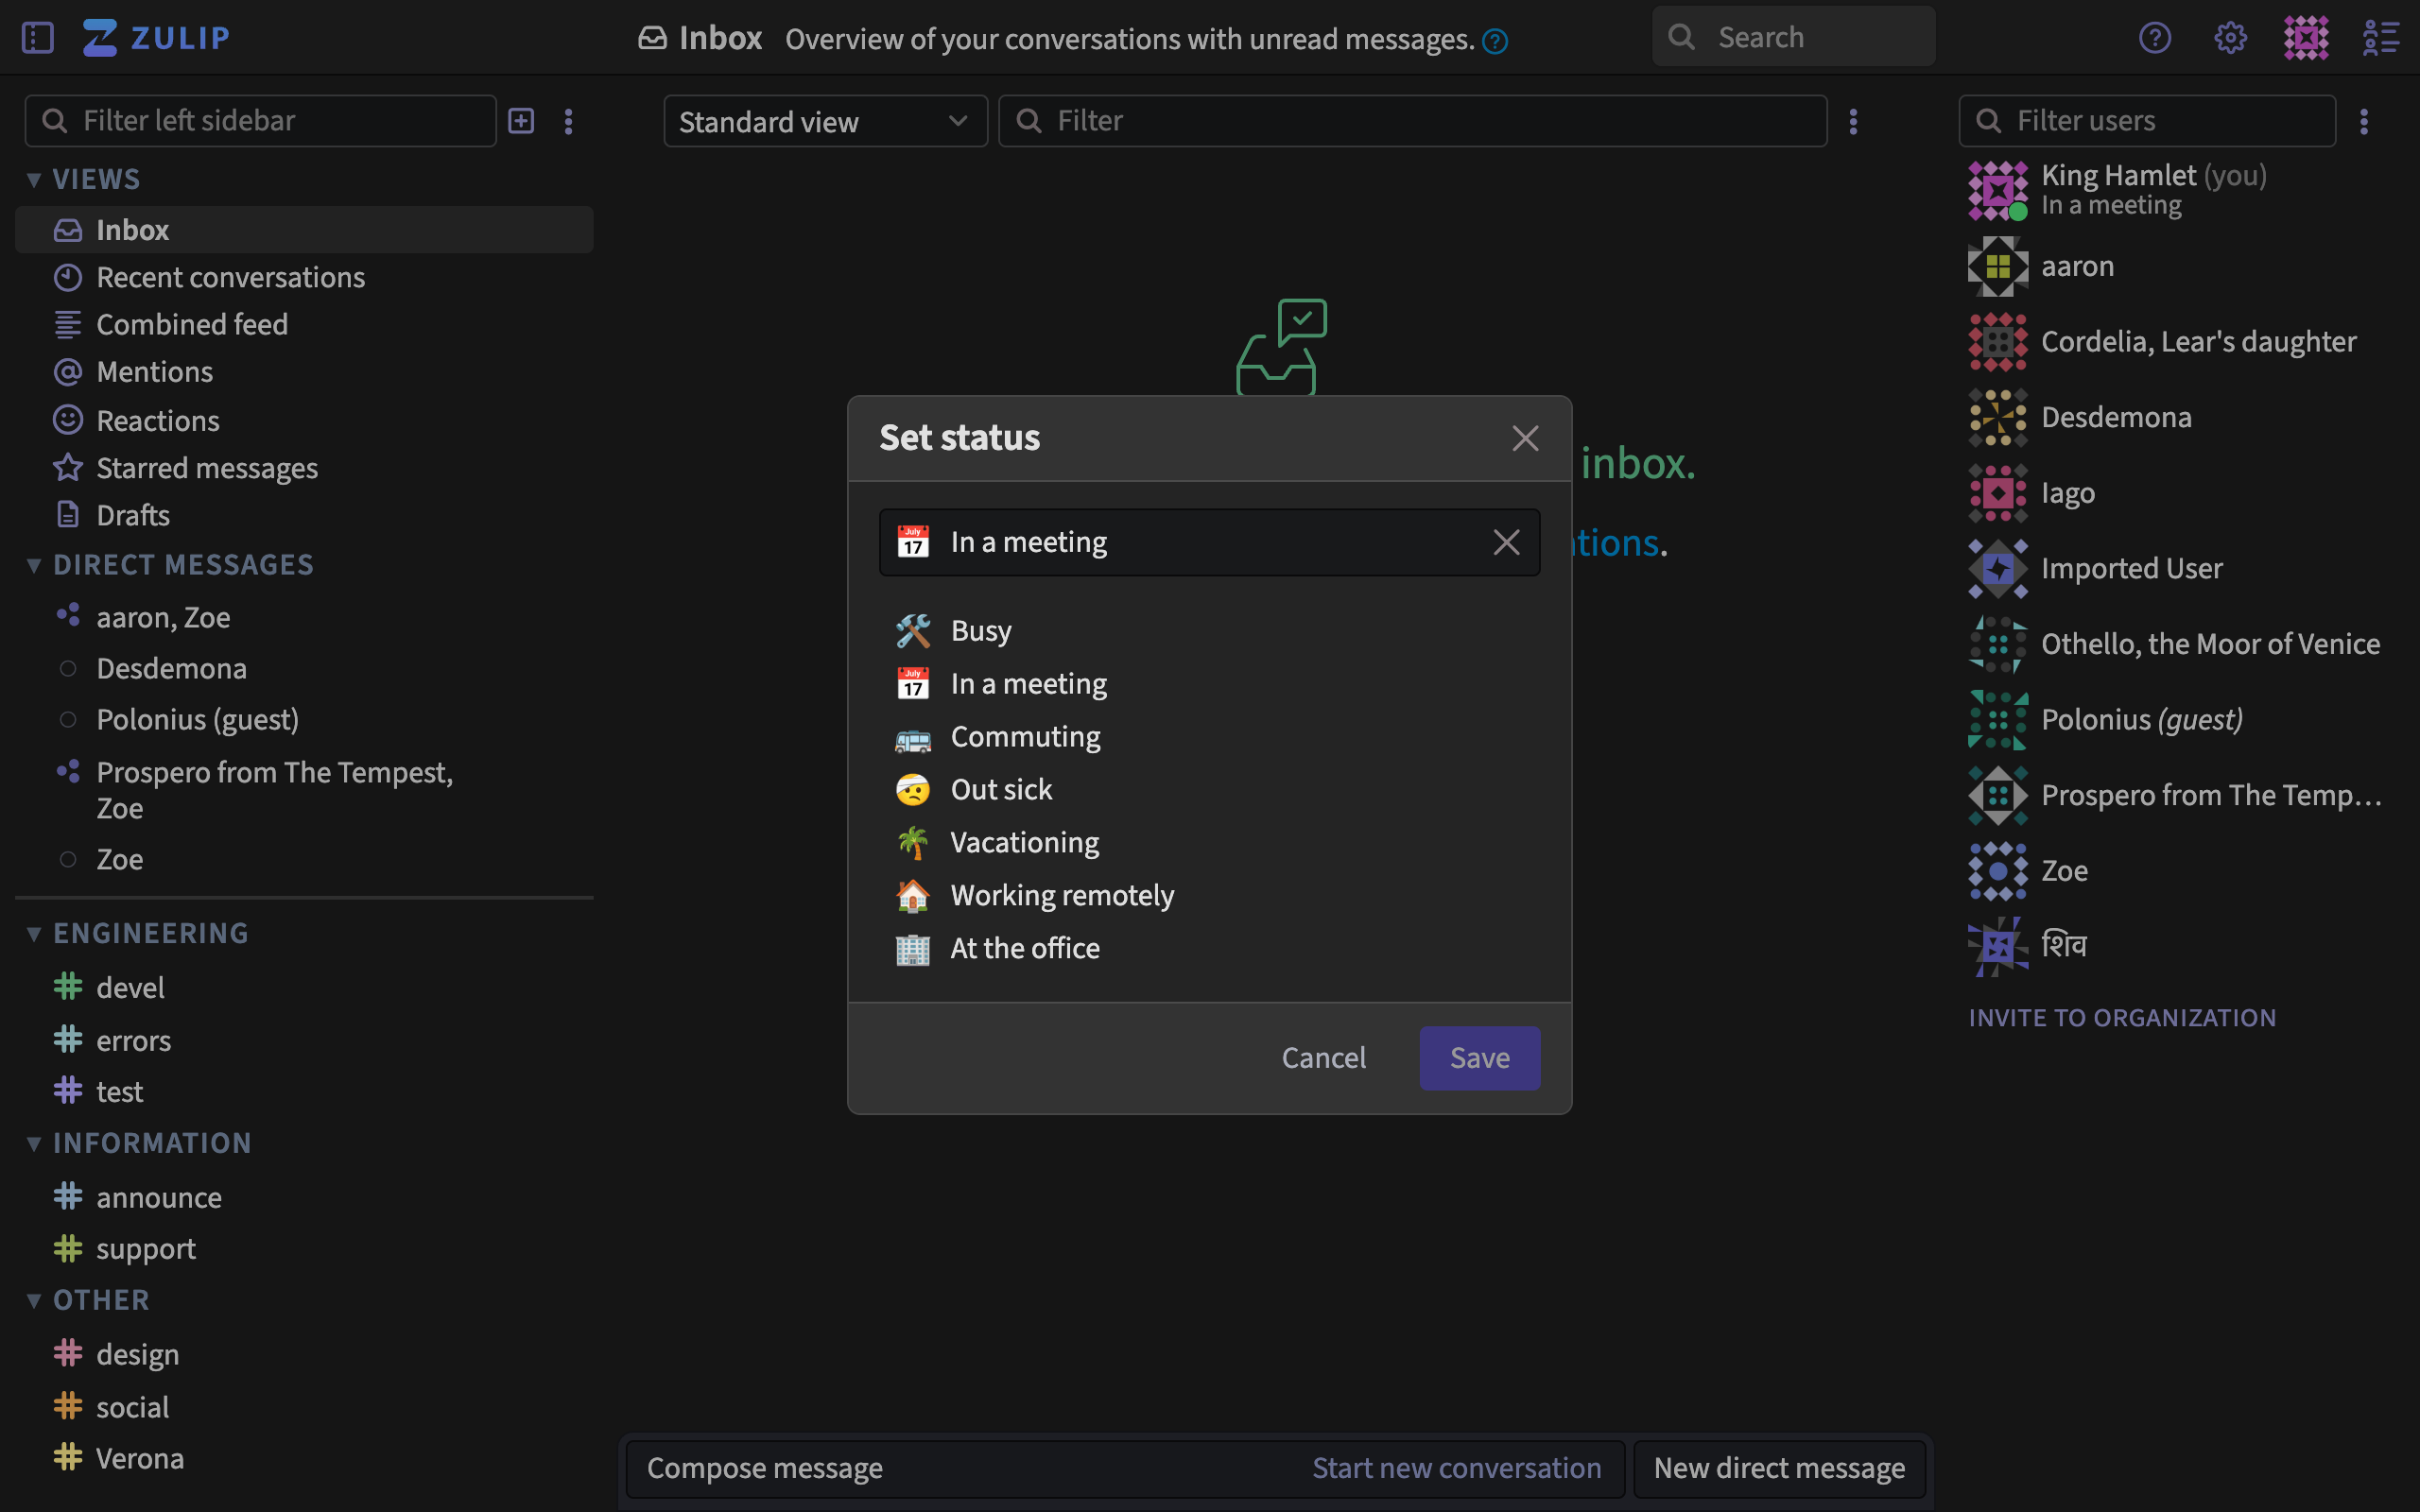 ZULIP
Inbox Overview of your conversations with unread messages.
Search
Filter left sidebar
VIEWS
Inbox
Recent conversations
Combined feed
Mentions
Reactions
Starred messages
Drafts
DIRECT MESSAGES
aaron, Zoe
Desdemona
Polonius (guest)
Prospero from The Tempest,
Zoe
Zoe
ENGINEERING
devel
errors
test
INFORMATION
announce
support
OTHER
design
social
Verona
Standard view
Filter
inbox.
tions.
Set status
July
17
In a meeting
Busy
July
17
In a meeting
Commuting
Out sick
Vacationing
Working remotely
At the office
Cancel
Save
Compose message
Start new conversation
New direct message
Filter users
King Hamlet (you)
In a meeting
aaron
Cordelia, Lear's daughter
Desdemona
Iago
Imported User
Othello, the Moor of Venice
Polonius (guest)
Prospero from The Temp...
Zoe
शिव
INVITE TO ORGANIZATION